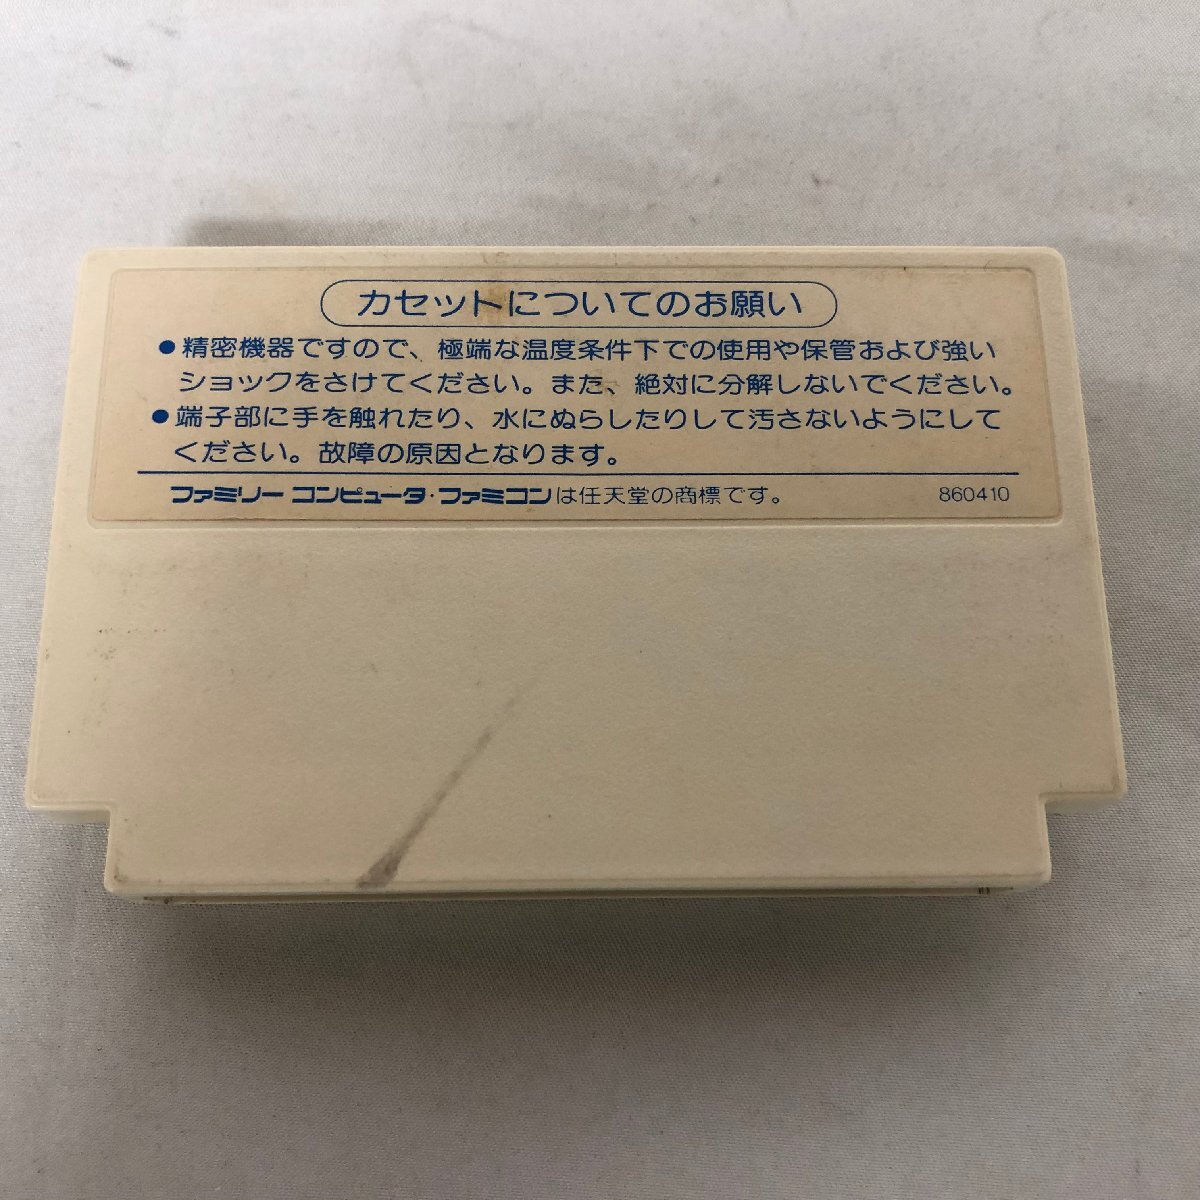 カセットについてのお願い
●精密機器ですので、極端な温度条件下での使用や保管および強い
ショックをさけてください。また、絶対に分解しないでください。
●端子部に手を触れたり、水にぬらしたりして汚さないようにして
ください。故障の原因となります。
ファミリー コンピュータ・ファミコンは任天堂の商標です。 860410